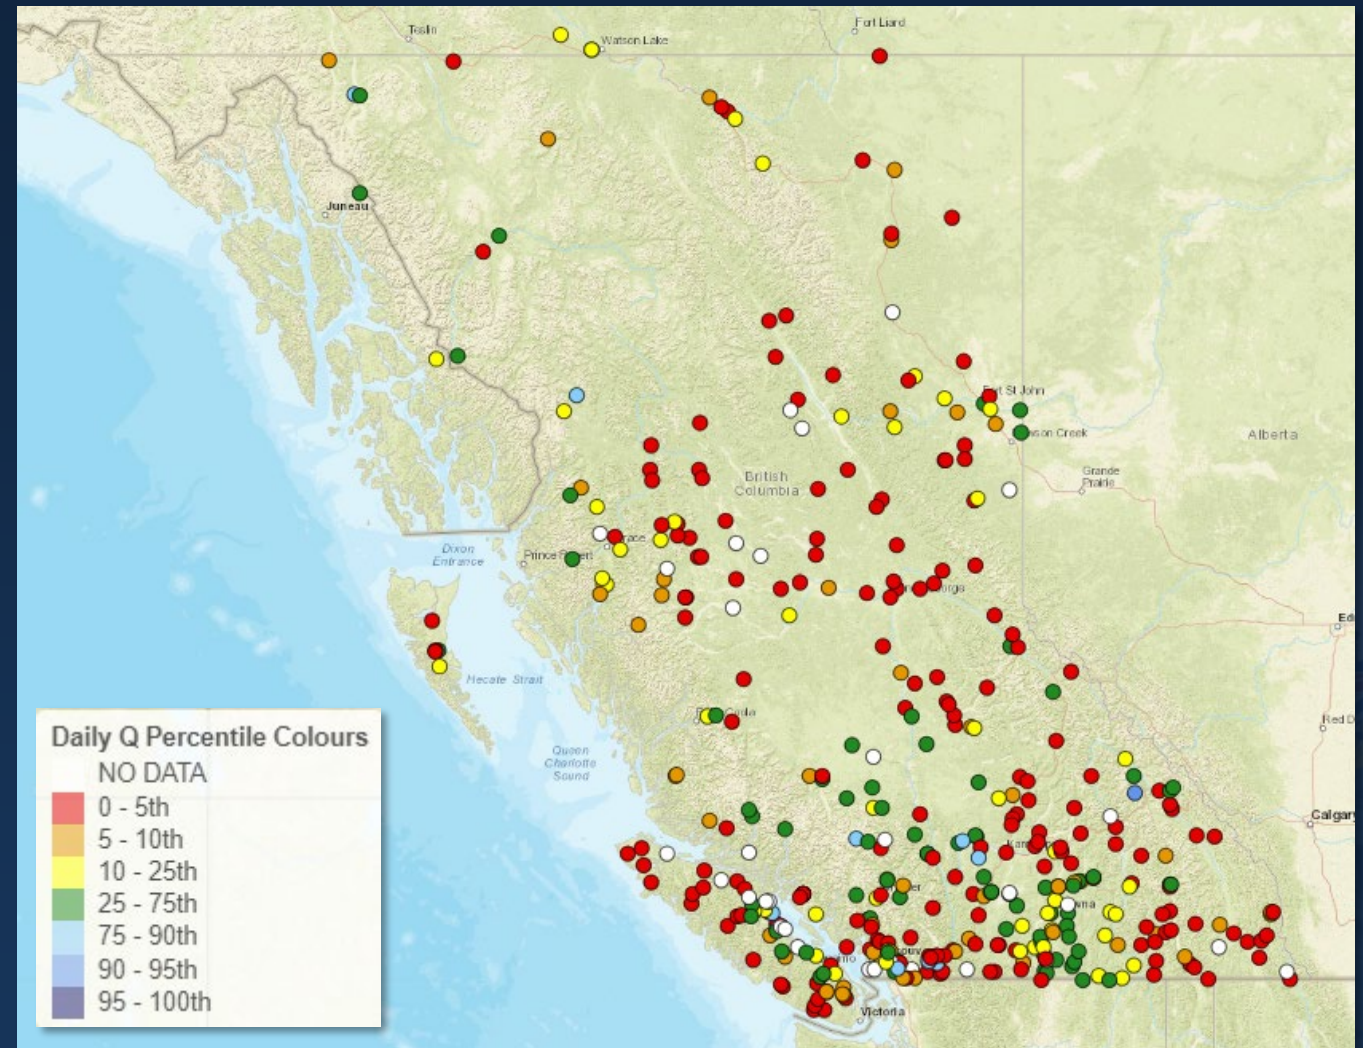 Teslin
Watson Lake
Fort Liard
Juneau
St John
Creek
Alberta
Grande
Prairie
British
Columbia
Dixon
Entrance
Prince
Hecate Strait
Queen
Charlotte
Sound
Calgary
Victoria
Daily Q Percentile Colours
NO DATA
0 - 5th
5 - 10th
10 - 25th
25 - 75th
75 - 90th
90 - 95th
95 - 100th